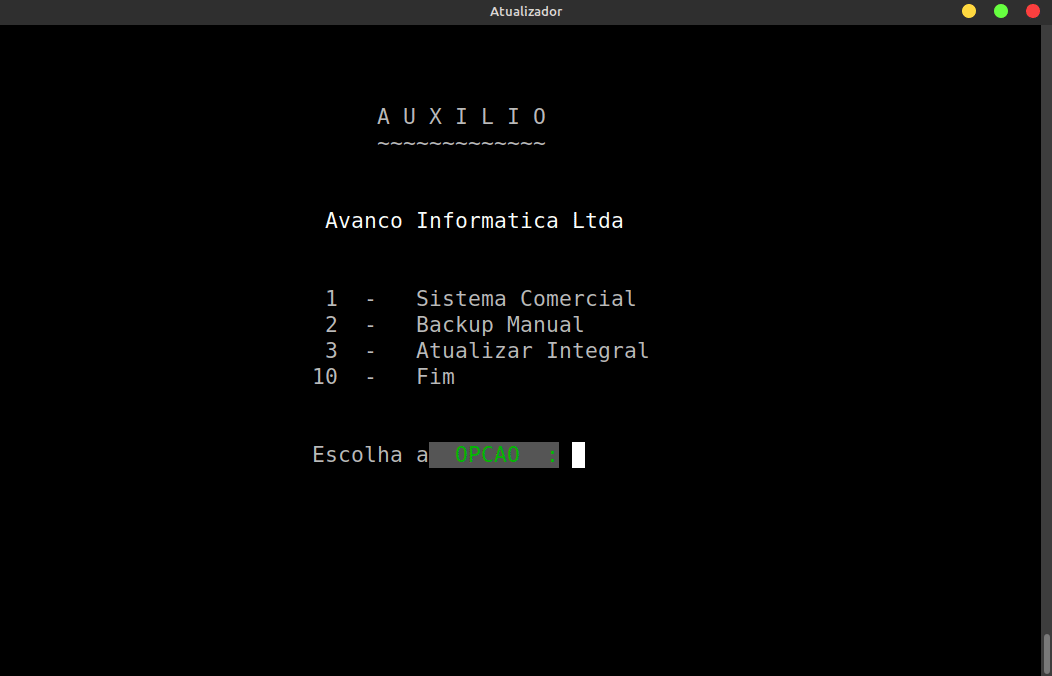 Atualizador
A U X I L I O
~~~~~~~~~~~~~
Avanco Informatica Ltda
1 - Sistema Comercial
2 - Backup Manual
3 - Atualizar Integral
10 - Fim
Escolha a OPCAO :